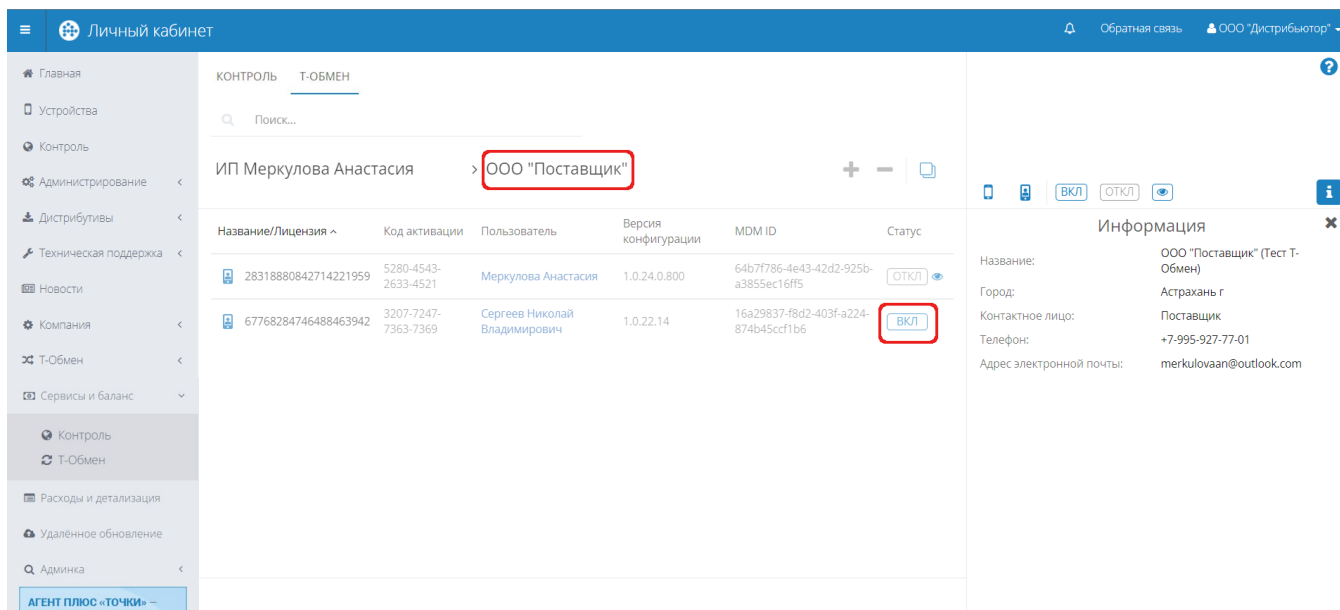 Личный кабинет
Обратная связь
ООО "Дистрибьютор"
Главная
Устройства
Контроль
Администрирование
Дистрибутивы
Техническая поддержка
Новости
Компания
Т-Обмен
Сервисы и баланс
Контроль
Т-Обмен
Расходы и детализация
Удалённое обновление
Админка
АГЕНТ ПЛЮС «ТОЧКИ» –
КОНТРОЛЬ Т-ОБМЕН
Поиск...
ИП Меркулова Анастасия > ООО "Поставщик"
Название/Лицензия Код активации Пользователь Версия конфигурации MDM ID Статус
28318880842714221959 5280-4543-2633-4521 Меркулова Анастасия 1.0.24.0.800 64b7f786-4e43-42d2-925b-a3855ec16ff5 ОТКЛ
67768284746488463942 3207-7247-7363-7369 Сергеев Николай Владимирович 1.0.22.14 16a29837-f8d2-403f-a224-874b45ccf1b6 ВКЛ
ВКЛ ОТКЛ
Информация
Название: ООО "Поставщик" (Тест Т-Обмен)
Город: Астрахань г
Контактное лицо: Поставщик
Телефон: +7-995-927-77-01
Адрес электронной почты: merkulovaan@outlook.com